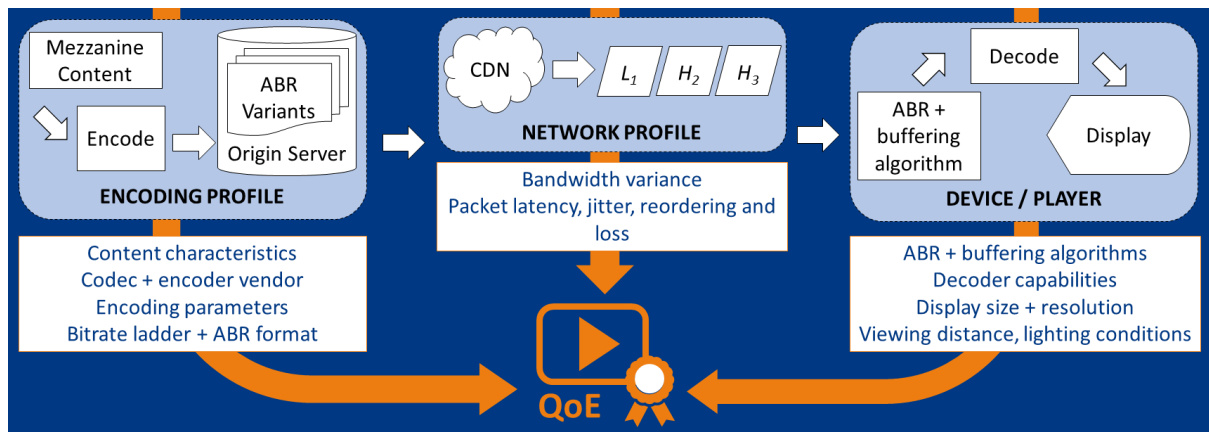 Mezzanine
Content
Encode
ABR
Variants
Origin Server
ENCODING PROFILE
Content characteristics
Codec + encoder vendor
Encoding parameters
Bitrate ladder + ABR format
CDN
L1
H2
H3
NETWORK PROFILE
Bandwidth variance
Packet latency, jitter, reordering and
loss
ABR +
buffering
algorithm
Decode
Display
DEVICE / PLAYER
ABR + buffering algorithms
Decoder capabilities
Display size + resolution
Viewing distance, lighting conditions
QoE